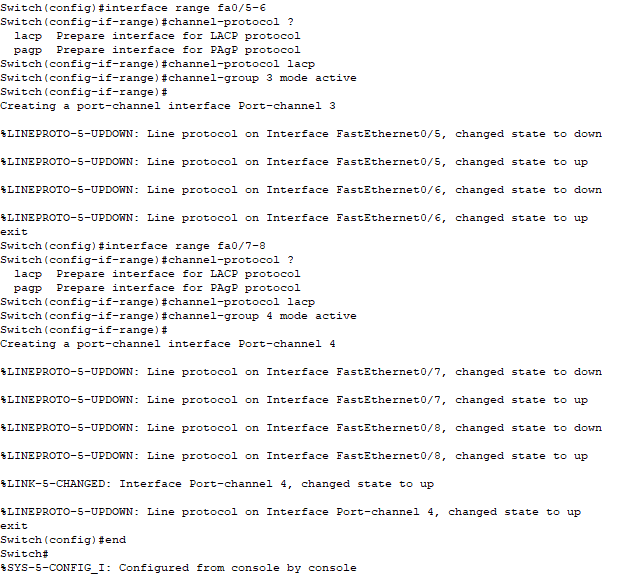 Switch(config)#interface range fa0/5-6
Switch(config-if-range)#channel-protocol ?
  lacp  Prepare interface for LACP protocol
  pagp  Prepare interface for PAgP protocol
Switch(config-if-range)#channel-protocol lacp
Switch(config-if-range)#channel-group 3 mode active
Switch(config-if-range)#
Creating a port-channel interface Port-channel 3

%LINEPROTO-5-UPDOWN: Line protocol on Interface FastEthernet0/5, changed state to down

%LINEPROTO-5-UPDOWN: Line protocol on Interface FastEthernet0/5, changed state to up

%LINEPROTO-5-UPDOWN: Line protocol on Interface FastEthernet0/6, changed state to down

%LINEPROTO-5-UPDOWN: Line protocol on Interface FastEthernet0/6, changed state to up
exit
Switch(config)#interface range fa0/7-8
Switch(config-if-range)#channel-protocol ?
  lacp  Prepare interface for LACP protocol
  pagp  Prepare interface for PAgP protocol
Switch(config-if-range)#channel-protocol lacp
Switch(config-if-range)#channel-group 4 mode active
Switch(config-if-range)#
Creating a port-channel interface Port-channel 4

%LINEPROTO-5-UPDOWN: Line protocol on Interface FastEthernet0/7, changed state to down

%LINEPROTO-5-UPDOWN: Line protocol on Interface FastEthernet0/7, changed state to up

%LINEPROTO-5-UPDOWN: Line protocol on Interface FastEthernet0/8, changed state to down

%LINEPROTO-5-UPDOWN: Line protocol on Interface FastEthernet0/8, changed state to up

%LINK-5-CHANGED: Interface Port-channel 4, changed state to up

%LINEPROTO-5-UPDOWN: Line protocol on Interface Port-channel 4, changed state to up
exit
Switch(config)#end
Switch#
%SYS-5-CONFIG_I: Configured from console by console